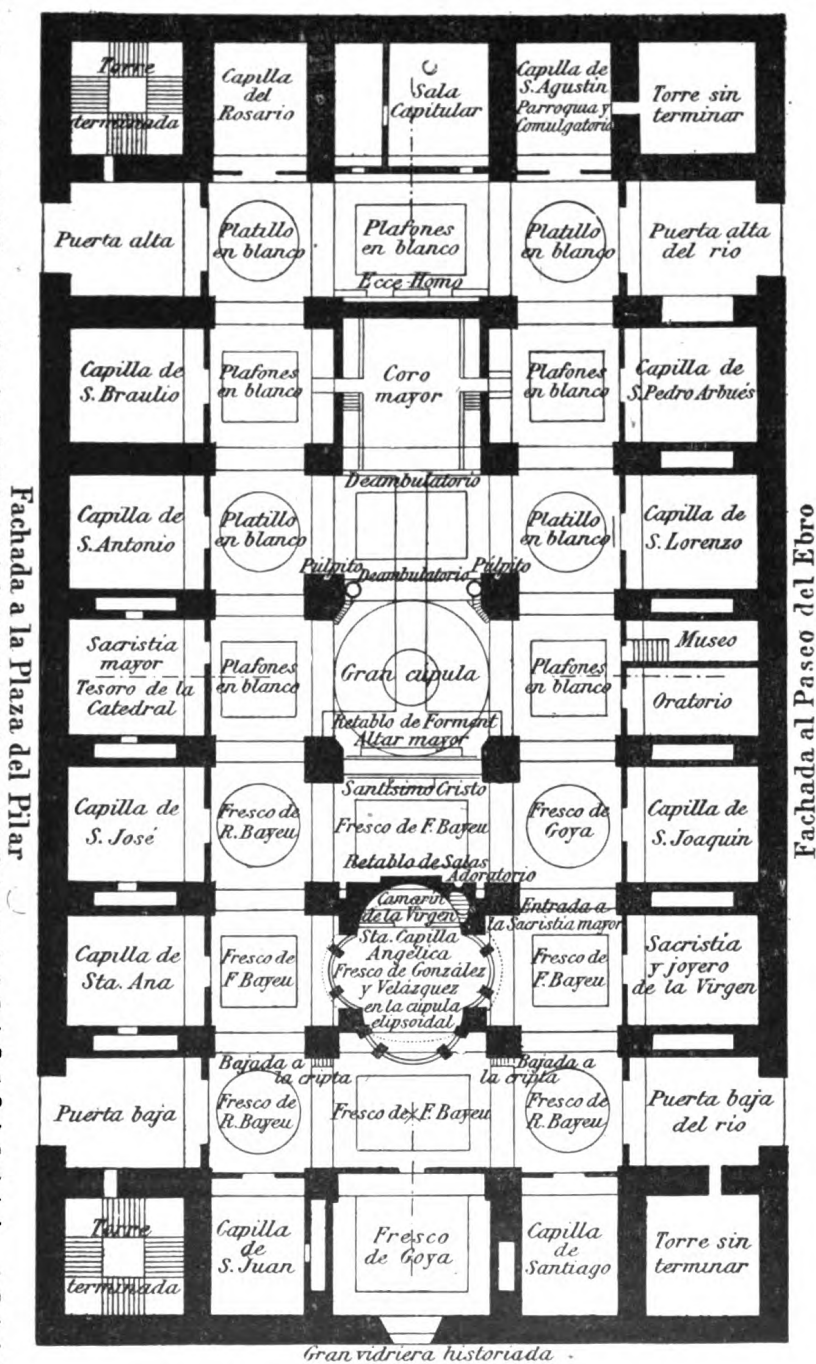 Torre
terminada
Capilla
del
Rosario
Sala
Capitular
Capilla de
S. Agustin
Parroquia y
Comulgatorio
Torre sin
terminar
Puerta alta
Platillo
en blanco
Plafones
en blanco
Ecce-Homo
Platillo
en blanco
Puerta alta
del rio
Capilla de
S. Braulio
Plafones
en blanco
Coro
mayor
Plafones
en blanco
Capilla de
S. Pedro Arbués
Deambulatorio
Capilla de
S. Antonio
Platillo
en blanco
Platillo
en blanco
Capilla de
S. Lorenzo
Púlpito
Deambulatorio
Púlpito
Sacristía
mayor
Tesoro de la
Catedral
Plafones
en blanco
Gran cúpula
Plafones
en blanco
Museo
Oratorio
Retablo de Forment
Altar mayor
Santísimo Cristo
Capilla de
S. José
Fresco de
R. Bayeu
Fresco de F. Bayeu
Fresco de
Goya
Capilla de
S. Joaquín
Retablo de Salas
Adoratorio
Camarín
de la Virgen
Entrada a
la Sacristía mayor
Capilla de
Sta. Ana
Fresco de
F Bayeu
Sta. Capilla
Angélica
Fresco de González
y Velázquez
en la cúpula
elipsoidal
Fresco de
F. Bayeu
Sacristía
y joyero
de la Virgen
Bajada a
la cripta
Bajada a
la cripta
Puerta baja
Fresco de
R. Bayeu
Fresco de F. Bayeu
Fresco de
R. Bayeu
Puerta baja
del rio
Torre
terminada
Capilla
de
S. Juan
Fresco
de Goya
Capilla
de
Santiago
Torre sin
terminar
Gran vidriera historiada
Fachada a la Plaza del Pilar
Fachada al Paseo del Ebro